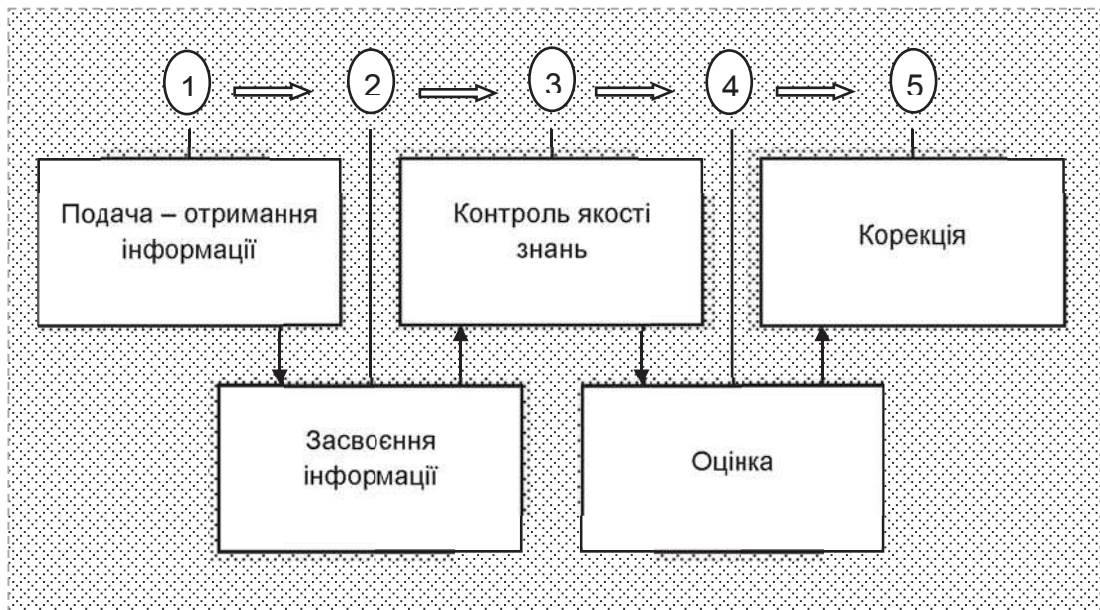 1
2
3
4
5
Подача – отримання
інформації
Контроль якості
знань
Корекція
Засвоєння
інформації
Оцінка